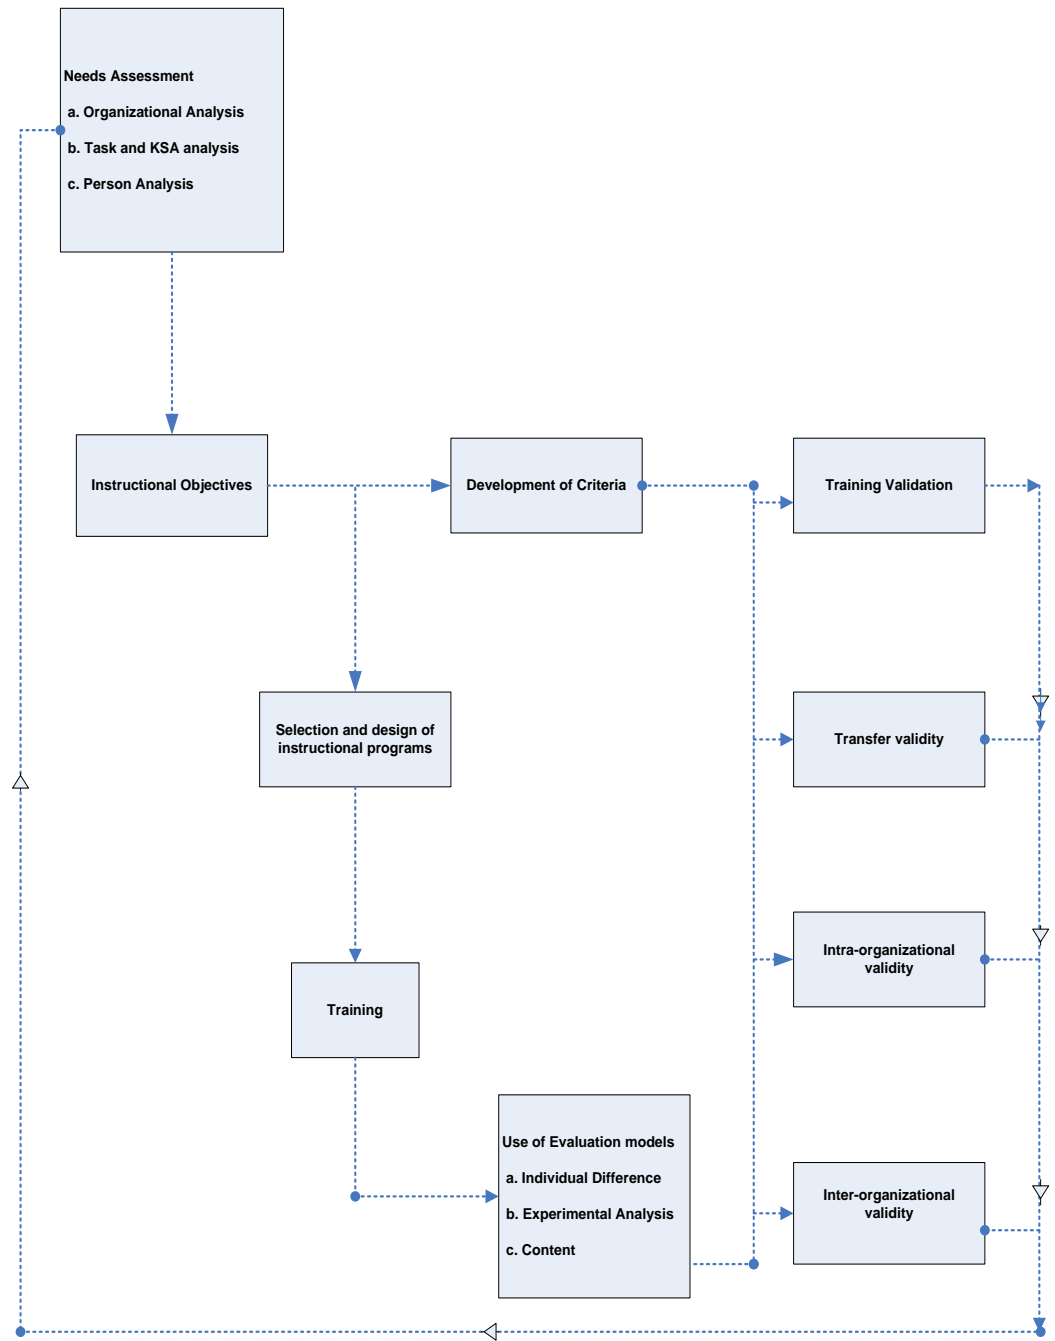 Needs Assessment
a. Organizational Analysis
b. Task and KSA analysis
c. Person Analysis
Instructional Objectives
Development of Criteria
Training Validation
Selection and design of
instructional programs
Transfer validity
Intra-organizational
validity
Training
Use of Evaluation models
a. Individual Difference
b. Experimental Analysis
c. Content
Inter-organizational
validity